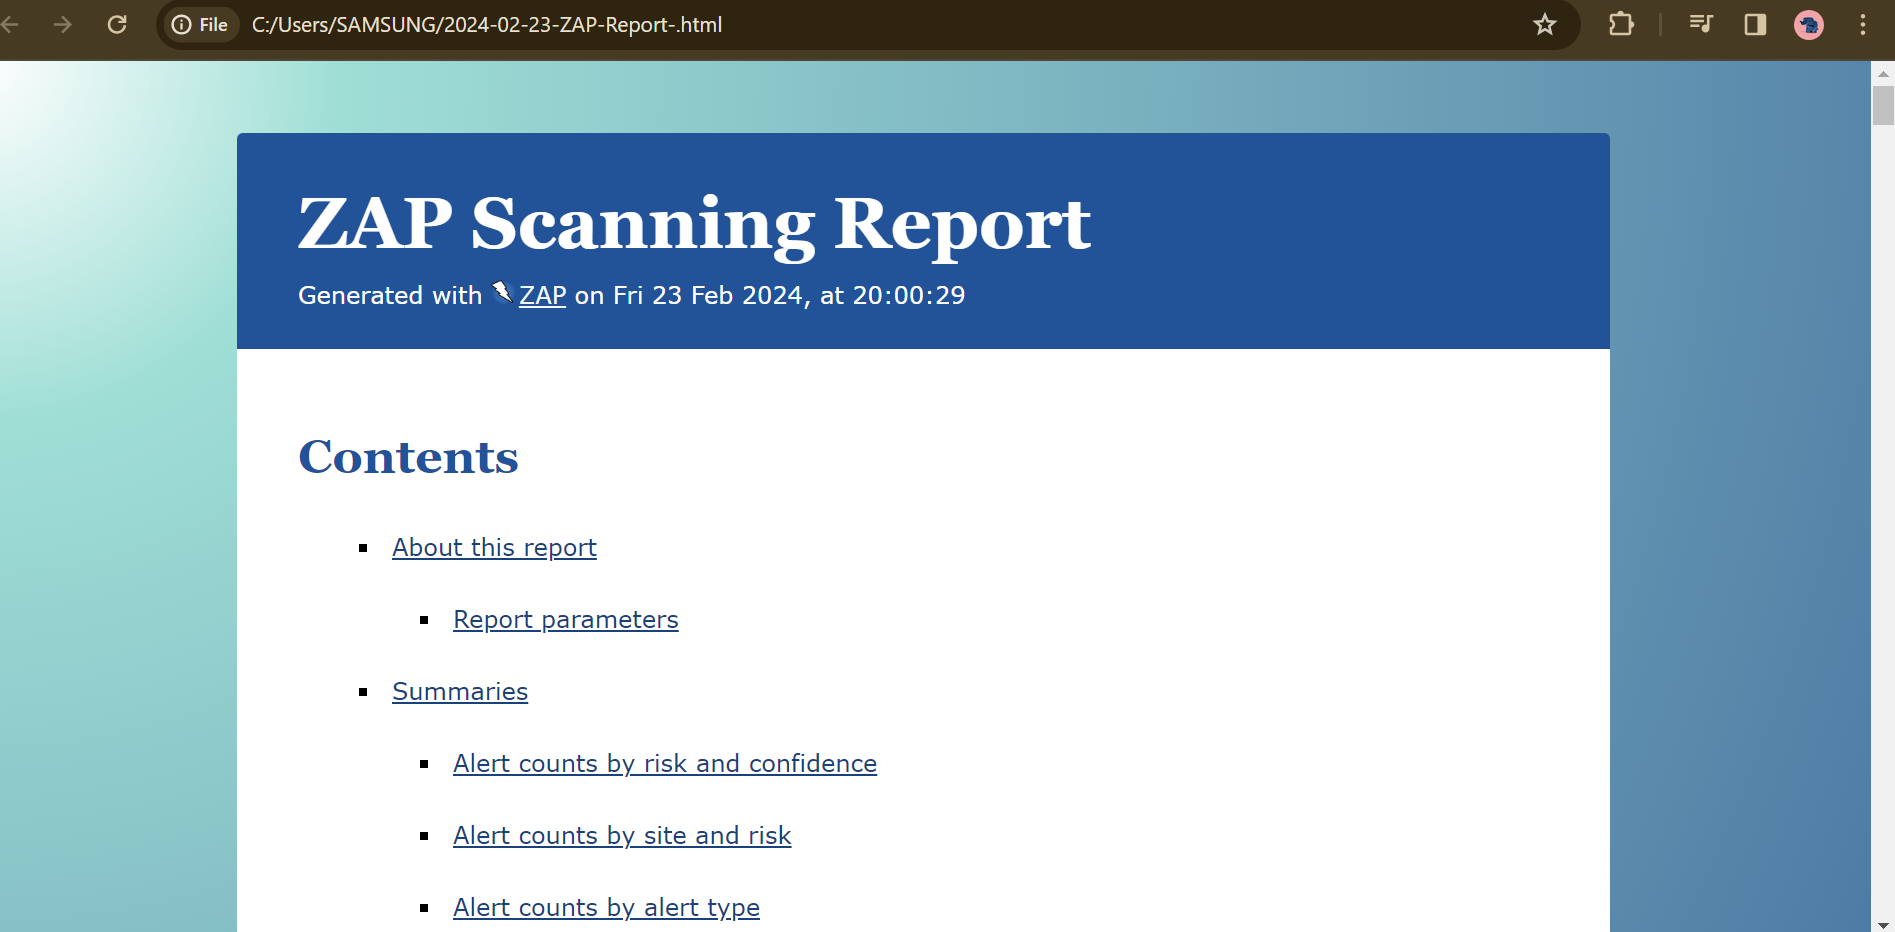 File C:/Users/SAMSUNG/2024-02-23-ZAP-Report-.html
ZAP Scanning Report
Generated with ZAP on Fri 23 Feb 2024, at 20:00:29
Contents
About this report
Report parameters
Summaries
Alert counts by risk and confidence
Alert counts by site and risk
Alert counts by alert type